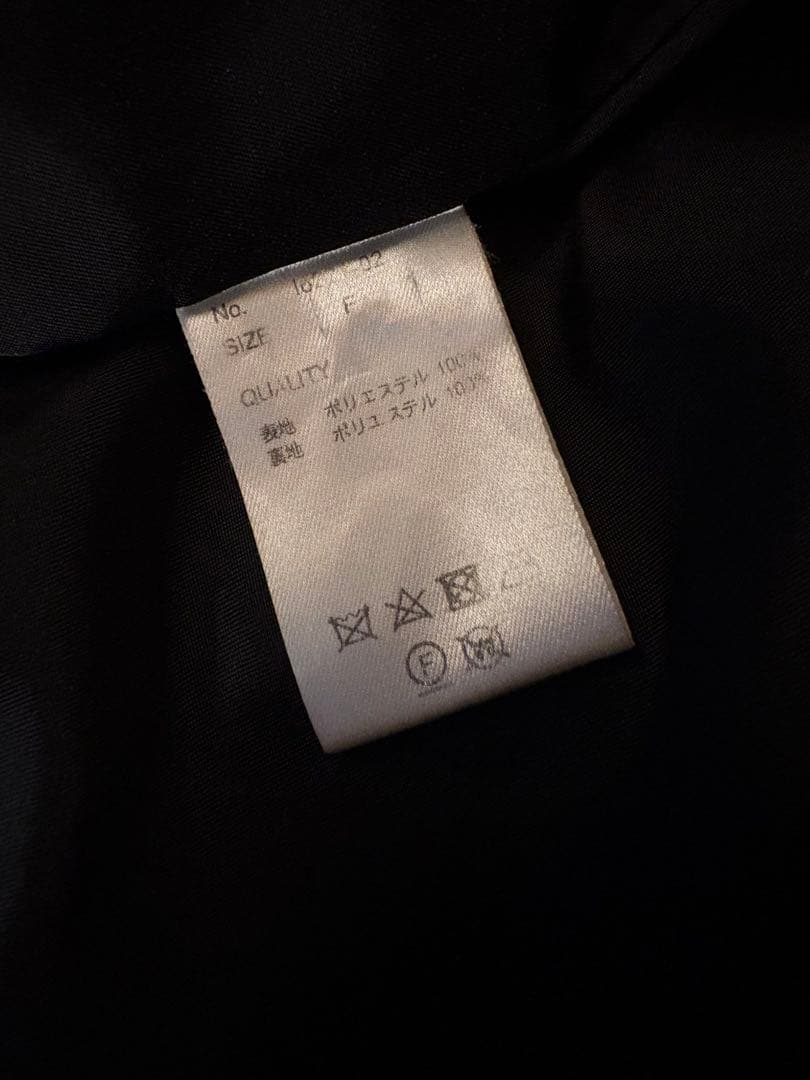 No.
SIZE F
QUALITY
表地 ポリエステル 100%
裏地 ポリエステル 100%
F
W